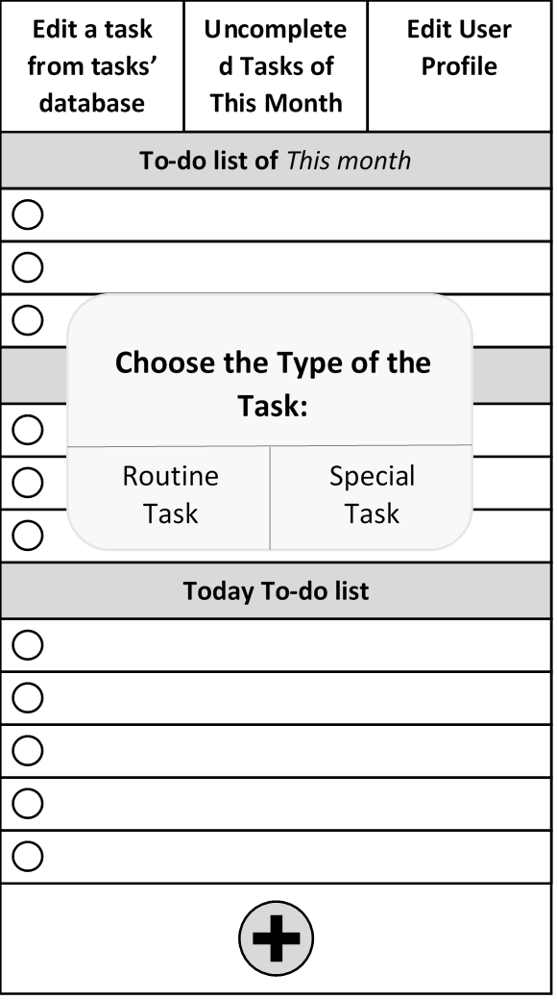 Edit a task
from tasks’
database
Uncomplete
d Tasks of
This Month
Edit User
Profile
To-do list of This month
Choose the Type of the
Task:
Routine
Task
Special
Task
Today To-do list